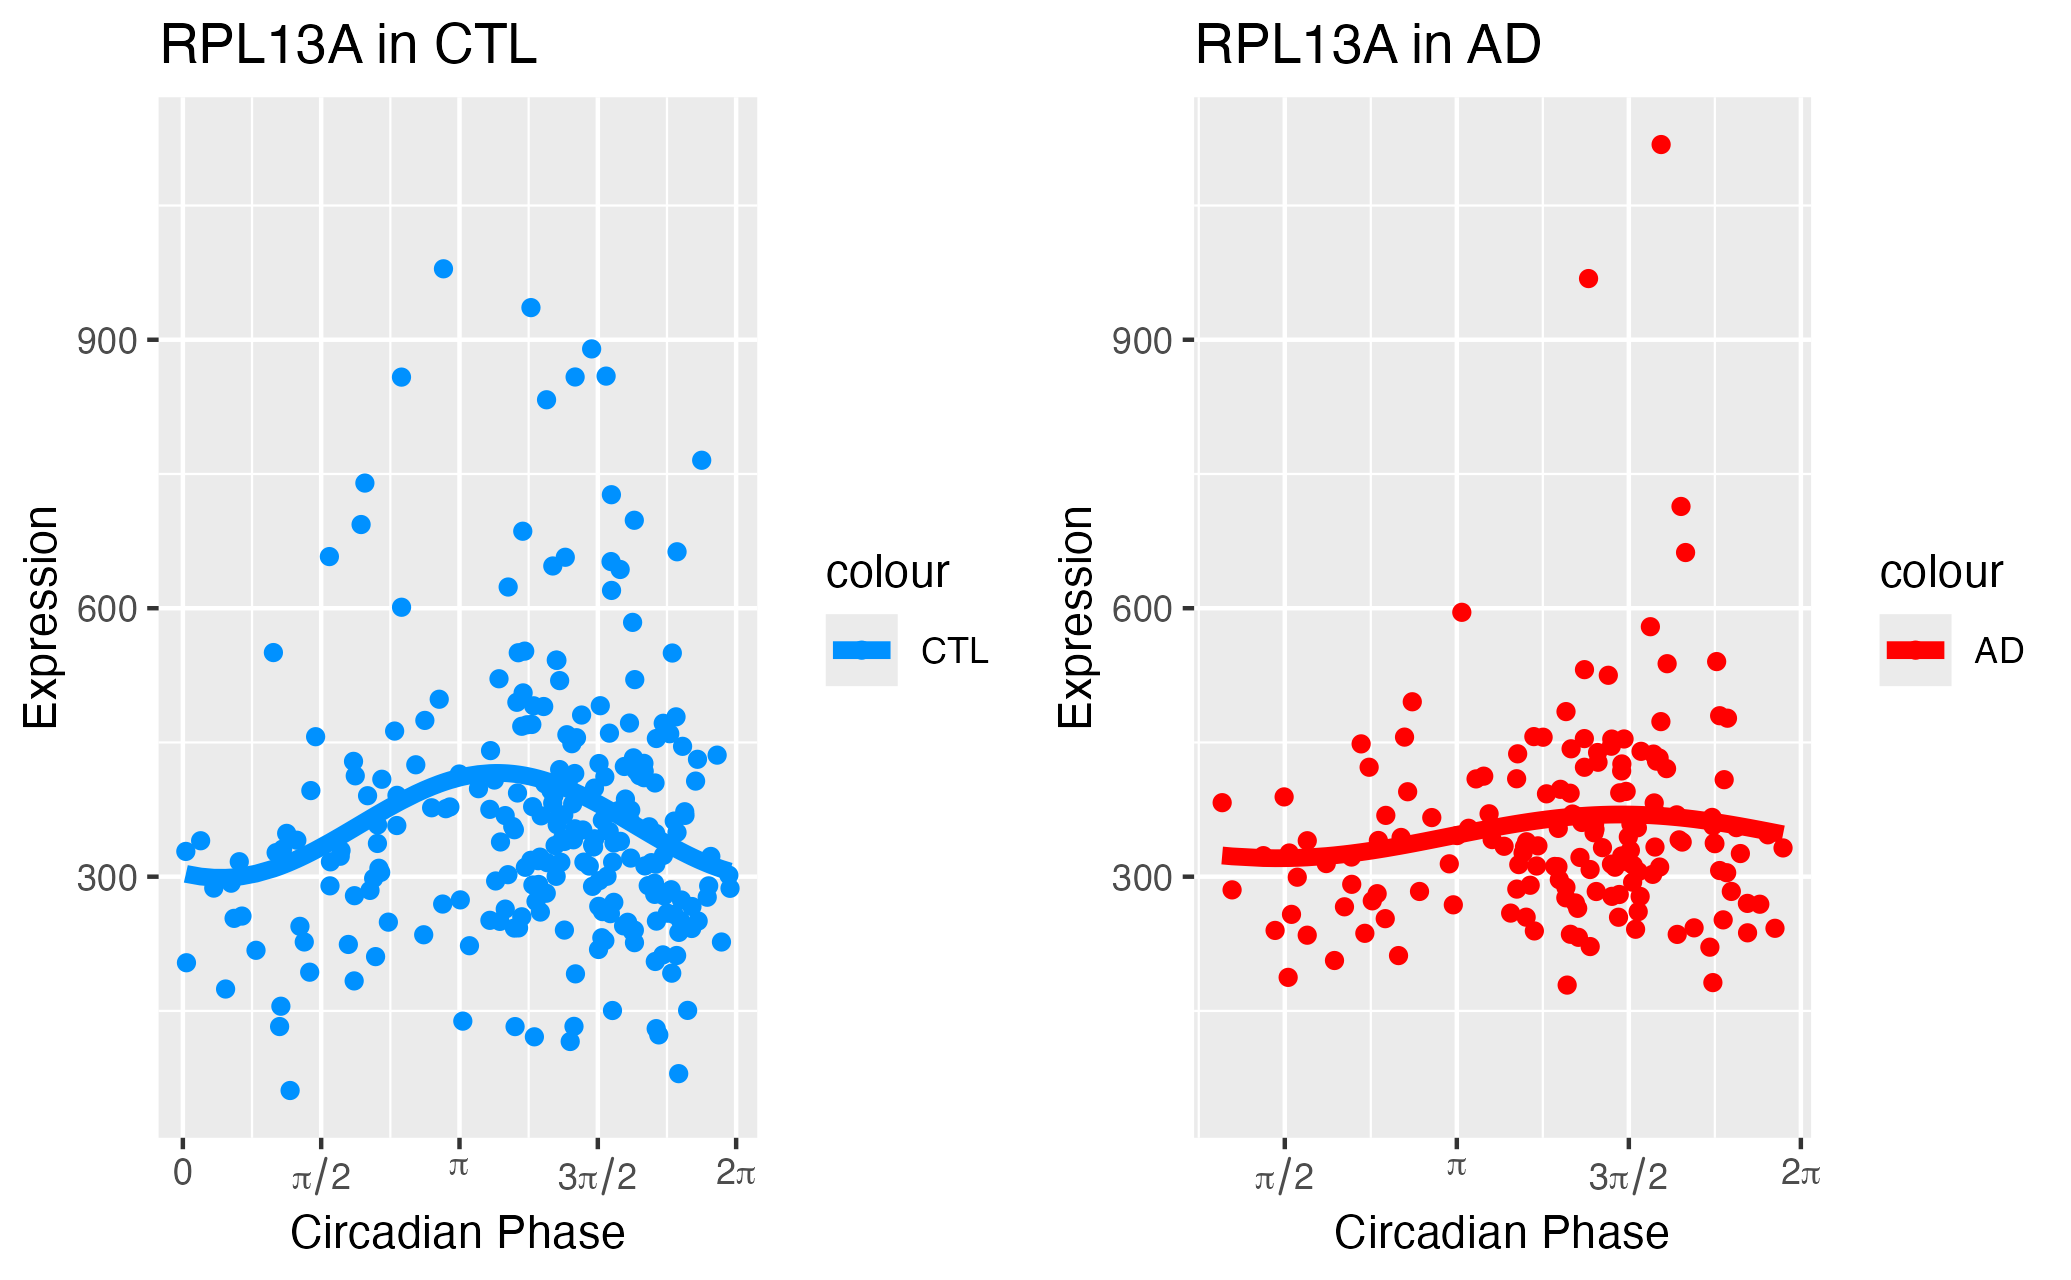 RPL13A in CTL
Expression
900
600
300
0
π/2
π
3π/2
2π
Circadian Phase
colour
CTL
RPL13A in AD
Expression
900
600
300
π/2
π
3π/2
2π
Circadian Phase
colour
AD